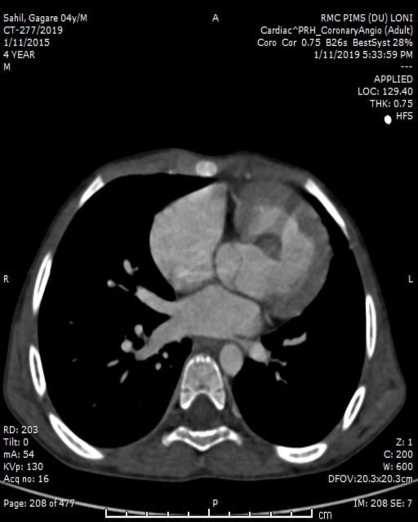 Sahil, Gagare 04y/M
CT-277/2019
1/11/2015
4 YEAR
M
A
RMC PIMS (DU) LONI
Cardiac^PRH_CoronaryAngio (Adult)
Coro Cor 0.75 B26s BestSyst 28%
1/11/2019 5:33:59 PM
---
APPLIED
LOC: 129.40
THK: 0.75
HFS
R
L
RD: 203
Tilt: 0
mA: 54
KVp: 130
Acq no: 16
Page: 208 of 477
P
cm
Z: 1
C: 200
W: 600
DFOV:20.3x20.3cm
IM: 208 SE: 7